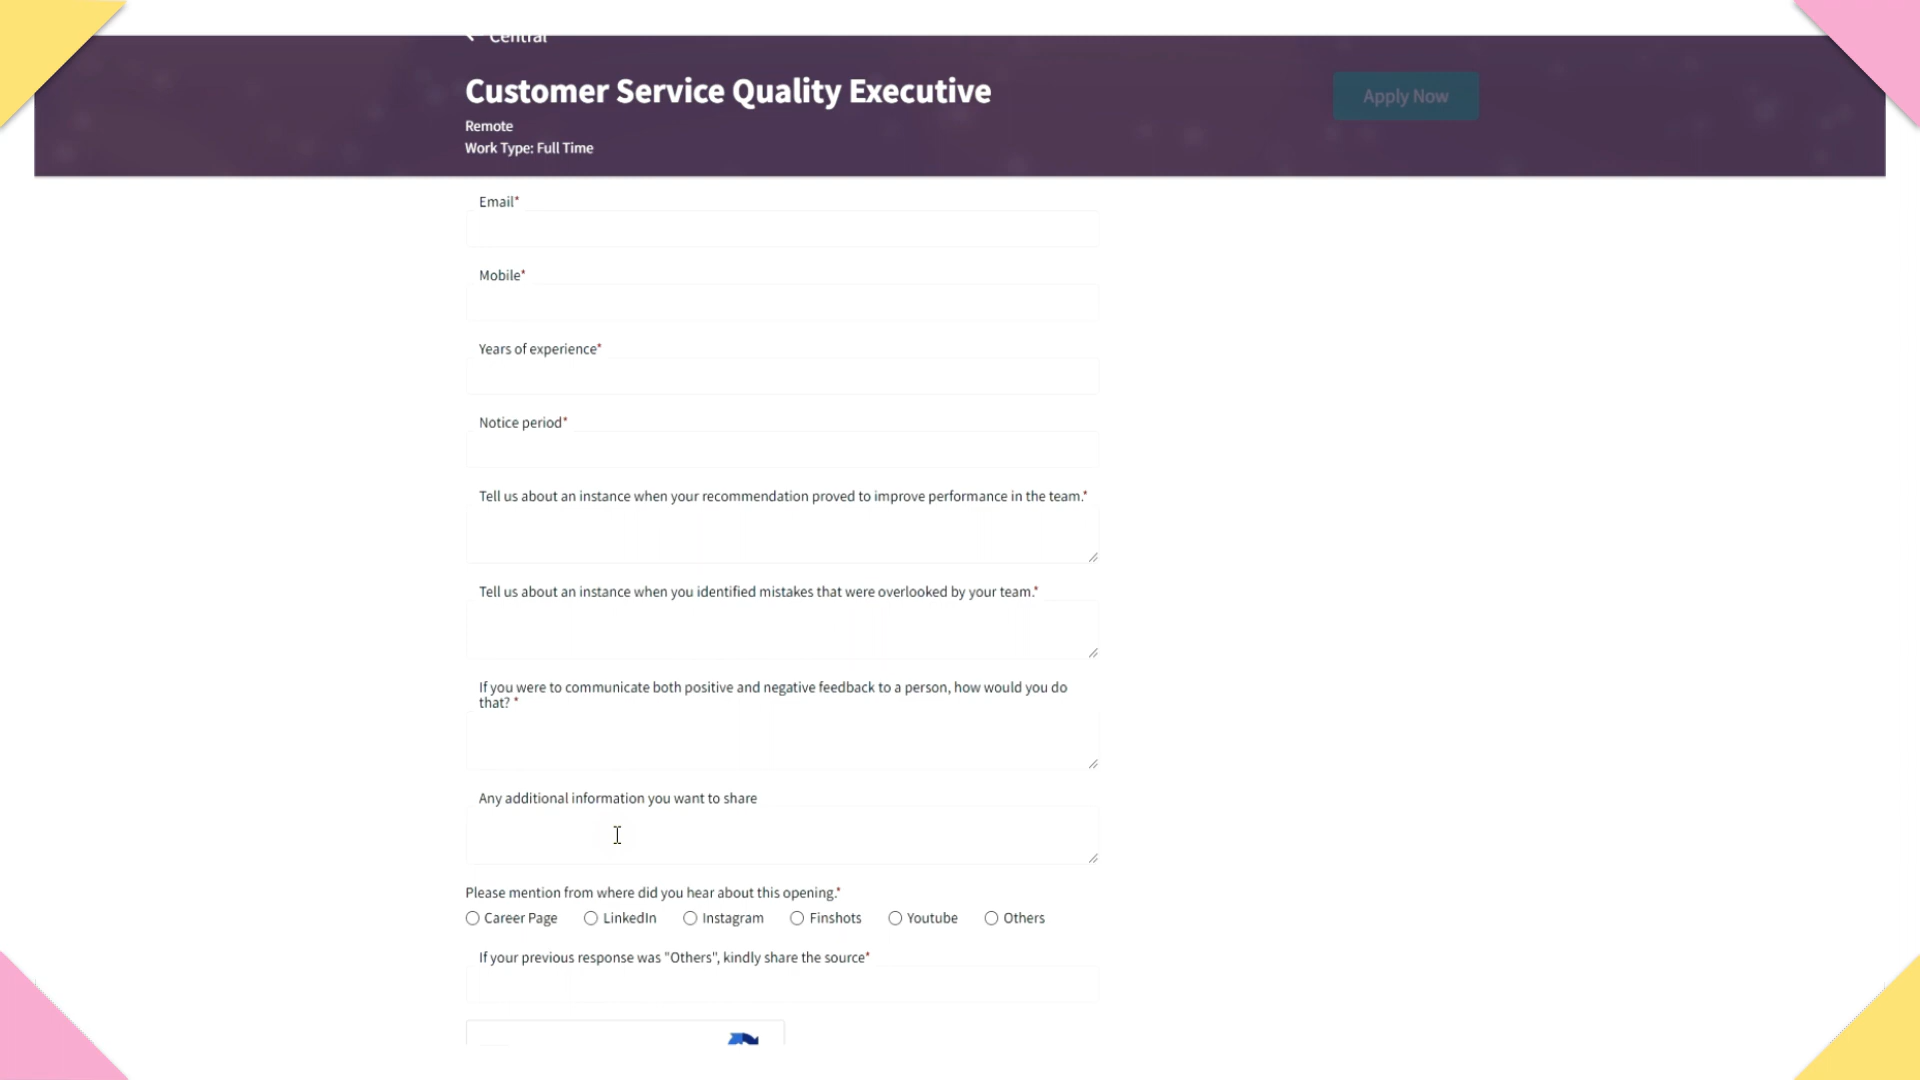 Central
Customer Service Quality Executive
Apply Now
Remote
Work Type: Full Time
Email*
Mobile*
Years of experience*
Notice period*
Tell us about an instance when your recommendation proved to improve performance in the team.*
Tell us about an instance when you identified mistakes that were overlooked by your team.*
If you were to communicate both positive and negative feedback to a person, how would you do
that? *
Any additional information you want to share
Please mention from where did you hear about this opening.*
Career Page LinkedIn Instagram Finshots Youtube Others
If your previous response was "Others", kindly share the source*